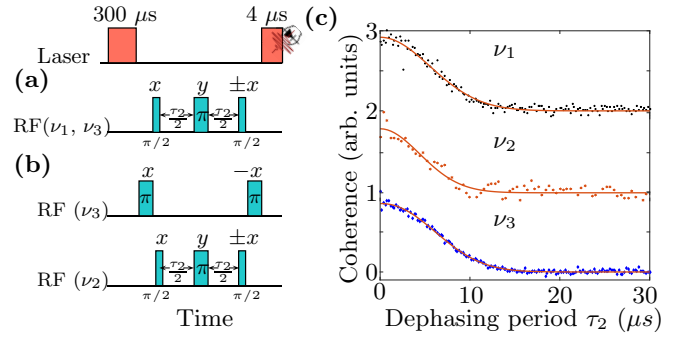 300 μs 4 μs
Laser
(a)
x y ±x
τ2/2 π τ2/2
RF(ν1, ν3)
π/2 π/2
(b)
x −x
RF (ν3) π π
x y ±x
τ2/2 π τ2/2
RF (ν2)
π/2 π/2
Time
(c)
Coherence (arb. units)
3
2
1
0
ν1
ν2
ν3
0 10 20 30
Dephasing period τ2 (μs)